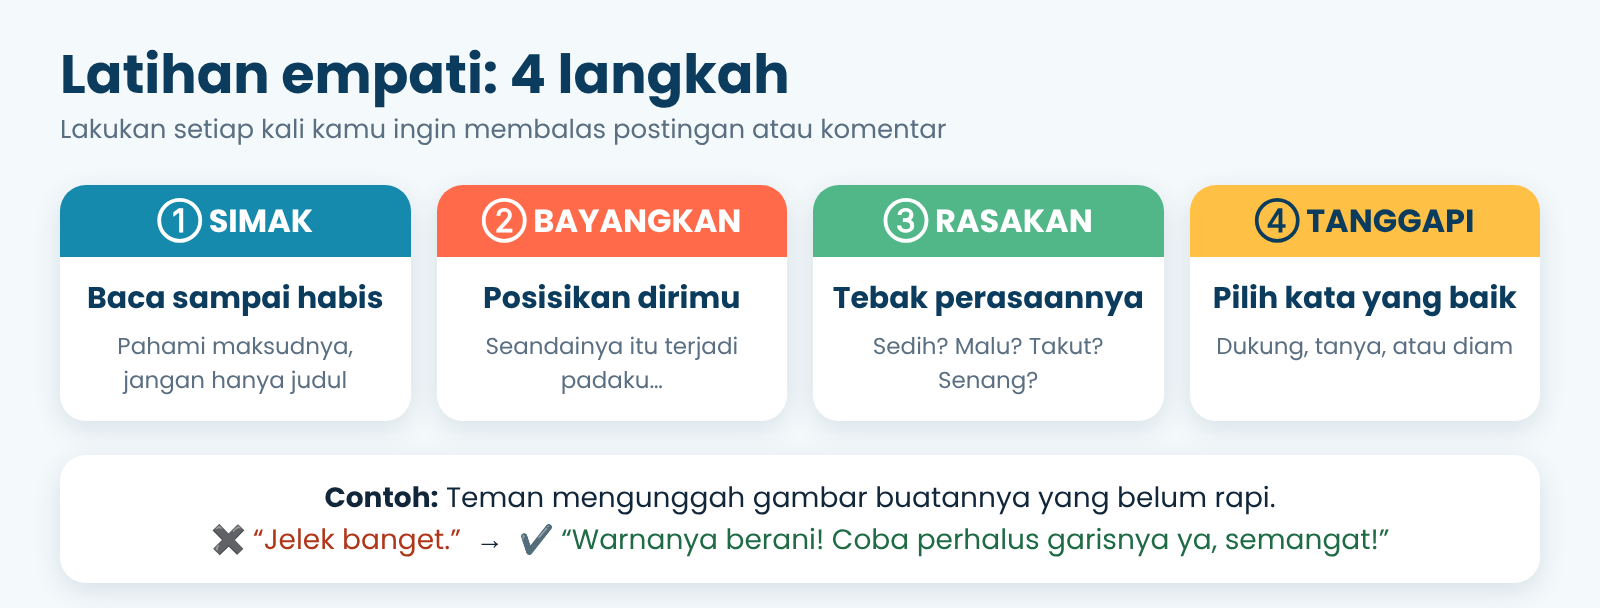 Latihan empati: 4 langkah
Lakukan setiap kali kamu ingin membalas postingan atau komentar
① SIMAK
Baca sampai habis
Pahami maksudnya,
jangan hanya judul
② BAYANGKAN
Posisikan dirimu
Seandainya itu terjadi
padaku...
③ RASAKAN
Tebak perasaannya
Sedih? Malu? Takut?
Senang?
④ TANGGAPI
Pilih kata yang baik
Dukung, tanya, atau diam
Contoh: Teman mengunggah gambar buatannya yang belum rapi.
✖ “Jelek banget.” → ✔ “Warnanya berani! Coba perhalus garisnya ya, semangat!”